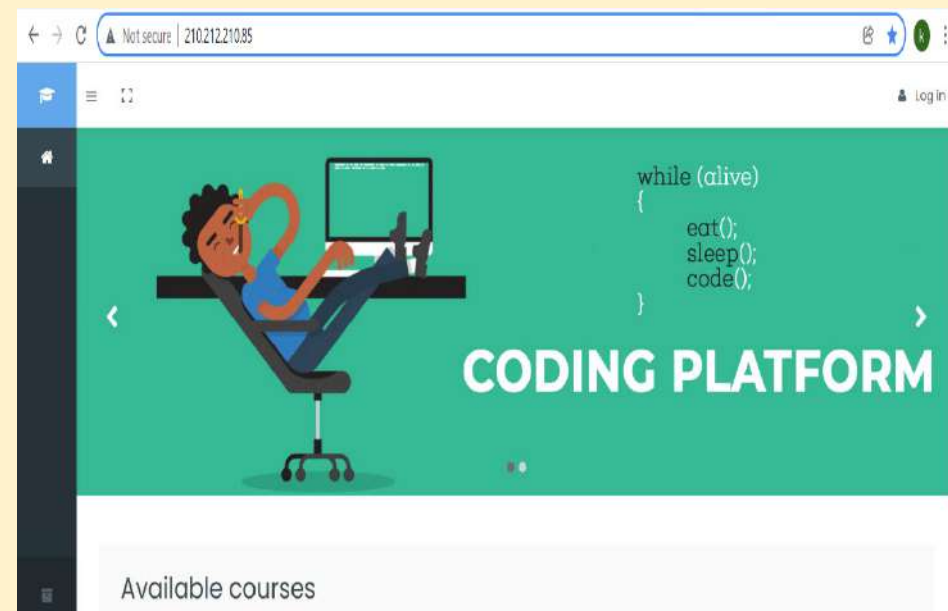 Not secure | 210.212.210.85
k
Log in
while (alive)
{
eat();
sleep();
code();
}
CODING PLATFORM
Available courses